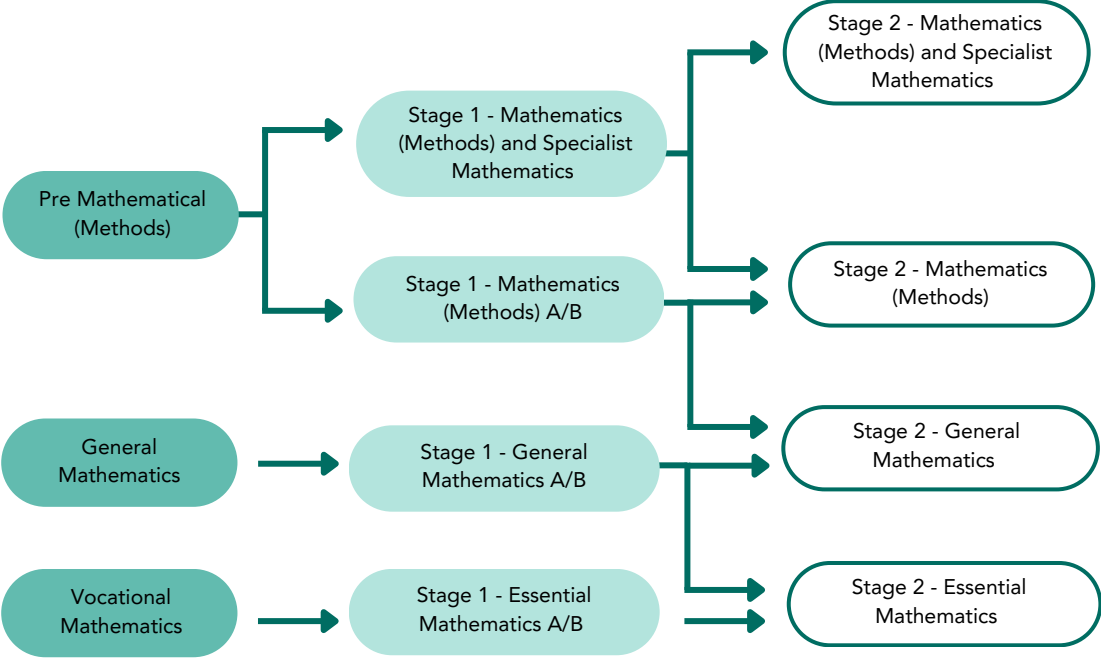 Pre Mathematical
(Methods)
General
Mathematics
Vocational
Mathematics
Stage 1 - Mathematics
(Methods) and Specialist
Mathematics
Stage 1 - Mathematics
(Methods) A/B
Stage 1 - General
Mathematics A/B
Stage 1 - Essential
Mathematics A/B
Stage 2 - Mathematics
(Methods) and Specialist
Mathematics
Stage 2 - Mathematics
(Methods)
Stage 2 - General
Mathematics
Stage 2 - Essential
Mathematics